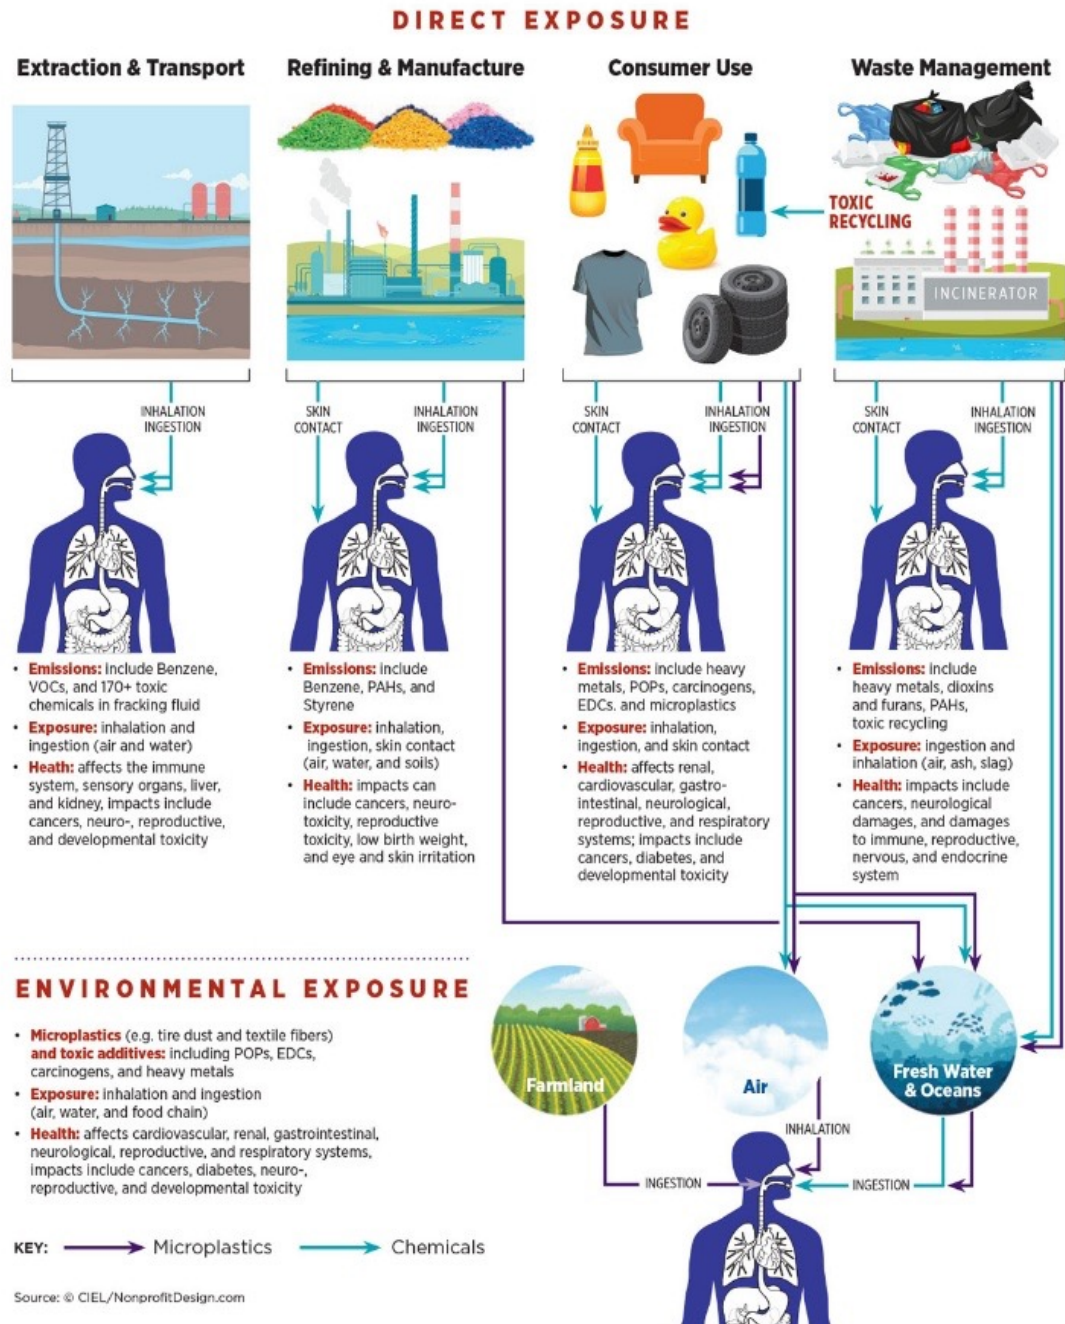 DIRECT EXPOSURE
Extraction & Transport
Refining & Manufacture
Consumer Use
Waste Management
TOXIC
RECYCLING
INCINERATOR
INHALATION
INGESTION
SKIN
CONTACT
INHALATION
INGESTION
SKIN
CONTACT
INHALATION
INGESTION
SKIN
CONTACT
INHALATION
INGESTION
• Emissions: include Benzene,
VOCs, and 170+ toxic
chemicals in fracking fluid
• Exposure: inhalation and
ingestion (air and water)
• Heath: affects the immune
system, sensory organs, liver,
and kidney, impacts include
cancers, neuro-, reproductive,
and developmental toxicity
• Emissions: include
Benzene, PAHs, and
Styrene
• Exposure: inhalation,
ingestion, skin contact
(air, water, and soils)
• Health: impacts can
include cancers, neuro-
toxicity, reproductive
toxicity, low birth weight,
and eye and skin irritation
• Emissions: include heavy
metals, POPs, carcinogens,
EDCs. and microplastics
• Exposure: inhalation,
ingestion, and skin contact
• Health: affects renal,
cardiovascular, gastro-
intestinal, neurological,
reproductive, and respiratory
systems; impacts include
cancers, diabetes, and
developmental toxicity
• Emissions: include
heavy metals, dioxins
and furans, PAHs,
toxic recycling
• Exposure: ingestion and
inhalation (air, ash, slag)
• Health: impacts include
cancers, neurological
damages, and damages
to immune, reproductive,
nervous, and endocrine
system
ENVIRONMENTAL EXPOSURE
• Microplastics (e.g. tire dust and textile fibers)
and toxic additives: including POPs, EDCs,
carcinogens, and heavy metals
• Exposure: inhalation and ingestion
(air, water, and food chain)
• Health: affects cardiovascular, renal, gastrointestinal,
neurological, reproductive, and respiratory systems,
impacts include cancers, diabetes, neuro-,
reproductive, and developmental toxicity
Farmland
Air
Fresh Water
& Oceans
INHALATION
INGESTION
INGESTION
KEY: Microplastics Chemicals
Source: © CIEL/NonprofitDesign.com